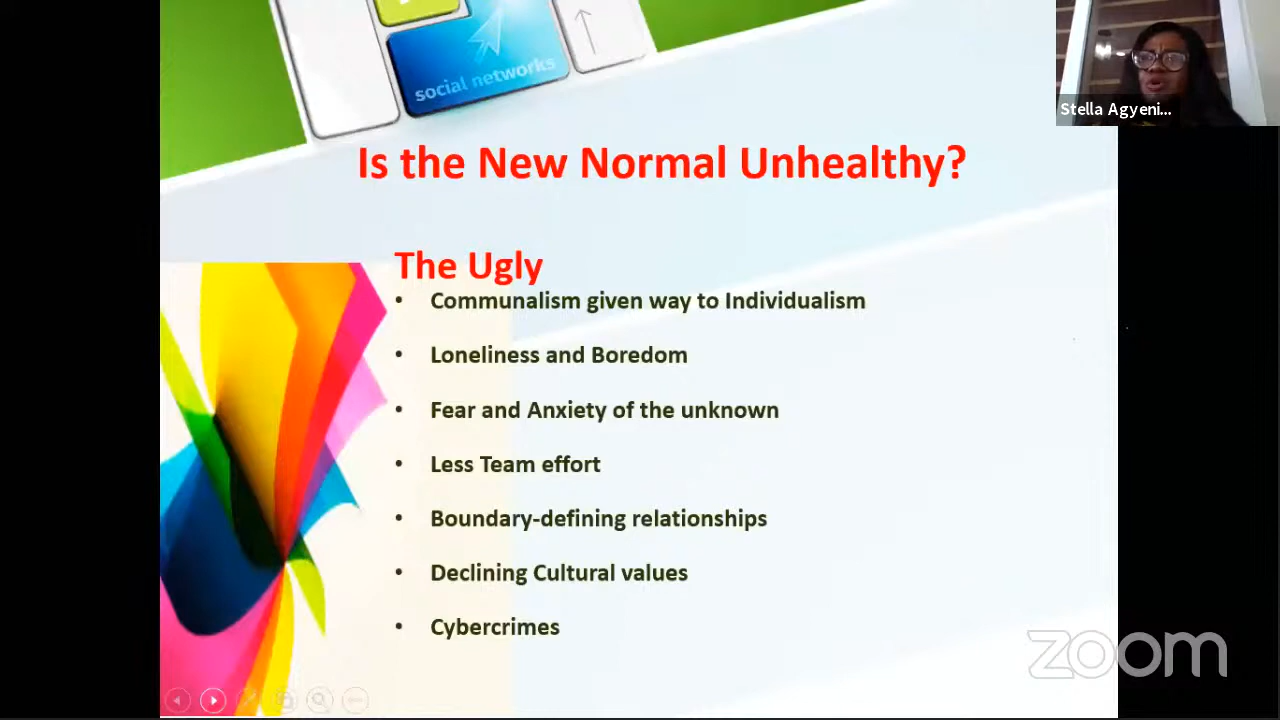 social networks
Stella Agyeni...
Is the New Normal Unhealthy?
The Ugly
• Communalism given way to Individualism
• Loneliness and Boredom
• Fear and Anxiety of the unknown
• Less Team effort
• Boundary-defining relationships
• Declining Cultural values
• Cybercrimes
zoom